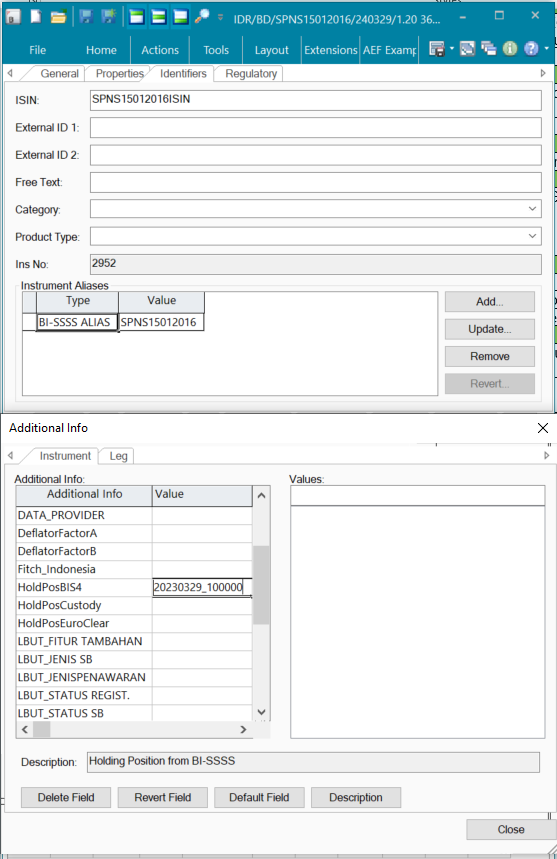 IDR/BD/SPNS15012016/240329/1.20 36...
File Home Actions Tools Layout Extensions AEF Examp
General Properties Identifiers Regulatory
ISIN: SPNS15012016ISIN
External ID 1:
External ID 2:
Free Text:
Category:
Product Type:
Ins No: 2952
Instrument Aliases
Type Value
BI-SSSS ALIAS SPNS15012016
Add...
Update...
Remove
Revert...
Additional Info
Instrument Leg
Additional Info: Values:
Additional Info Value
DATA_PROVIDER
DeflatorFactorA
DeflatorFactorB
Fitch_Indonesia
HoldPosBIS4 20230329_100000
HoldPosCustody
HoldPosEuroClear
LBUT_FITUR TAMBAHAN
LBUT_JENIS SB
LBUT_JENISPENAWARAN
LBUT_STATUS REGIST.
LBUT_STATUS SB
Description: Holding Position from BI-SSSS
Delete Field Revert Field Default Field Description
Close